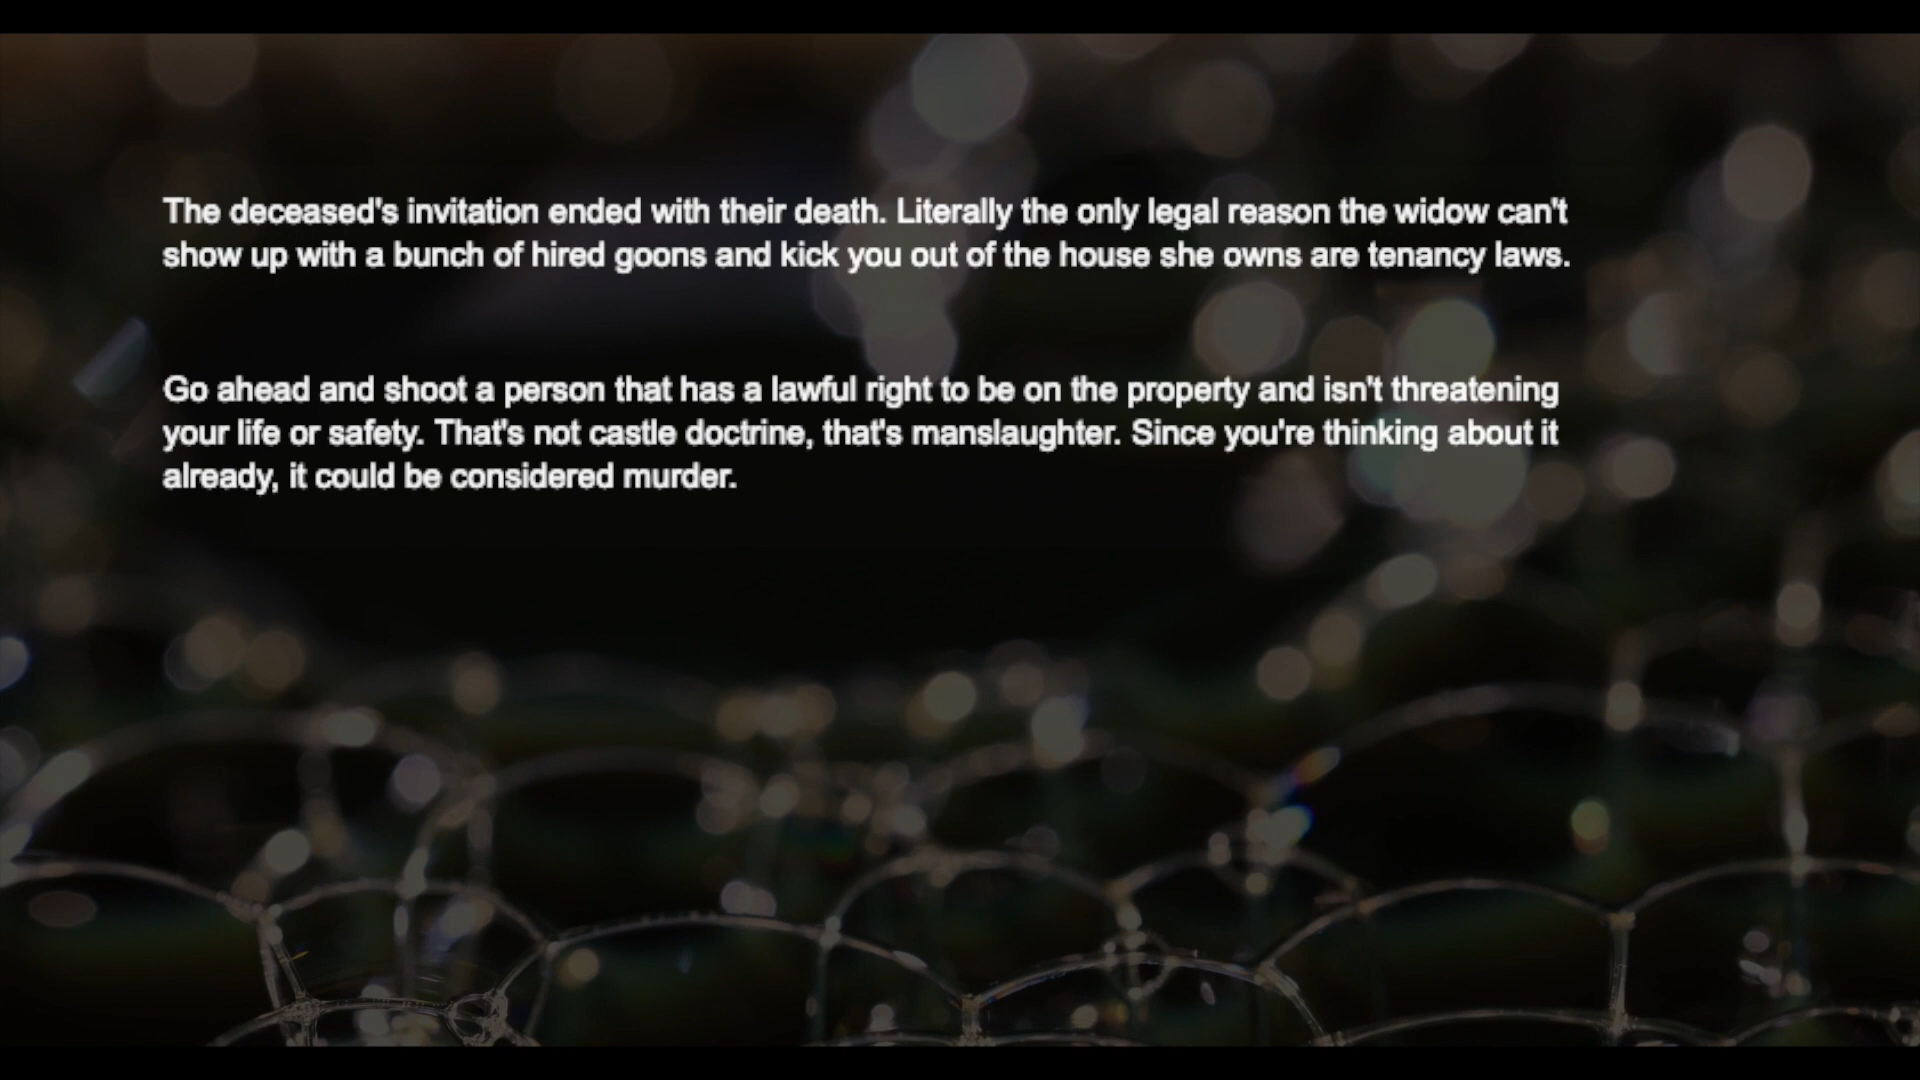 The deceased's invitation ended with their death. Literally the only legal reason the widow can't
show up with a bunch of hired goons and kick you out of the house she owns are tenancy laws.
Go ahead and shoot a person that has a lawful right to be on the property and isn't threatening
your life or safety. That's not castle doctrine, that's manslaughter. Since you're thinking about it
already, it could be considered murder.